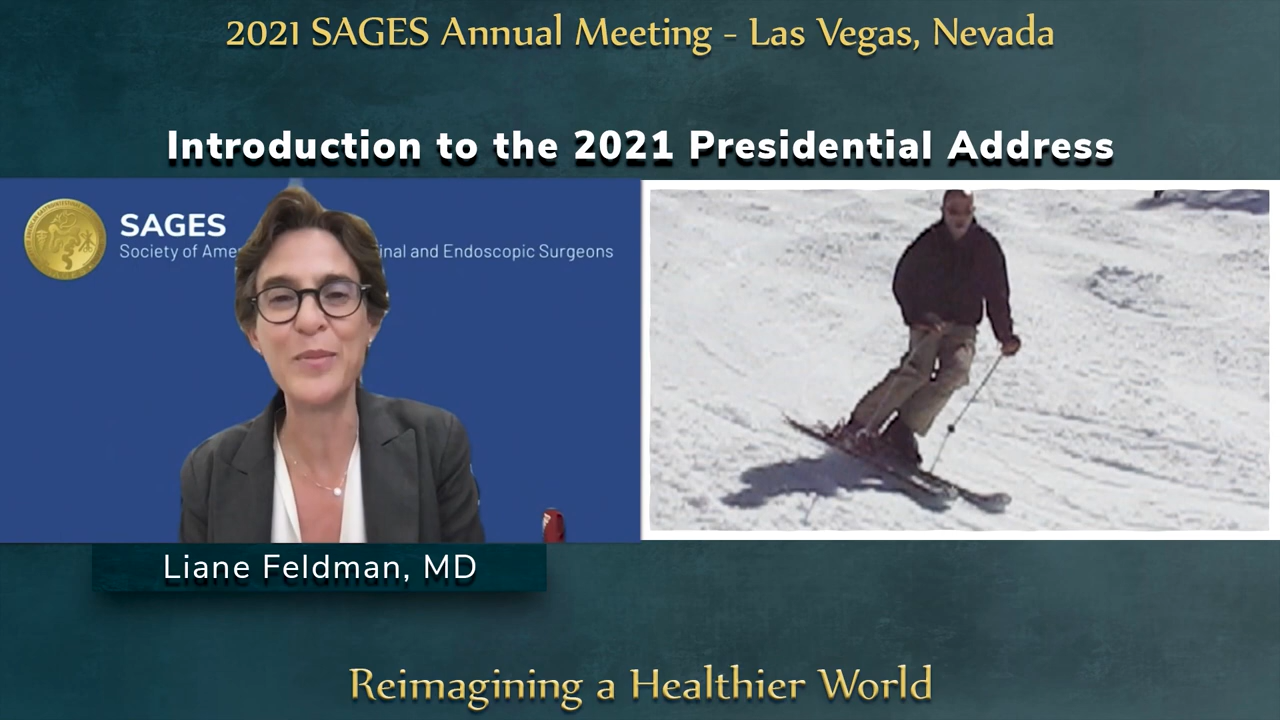 2021 SAGES Annual Meeting - Las Vegas, Nevada
Introduction to the 2021 Presidential Address
SAGES
Society of Amer inal and Endoscopic Surgeons
Liane Feldman, MD
Reimagining a Healthier World